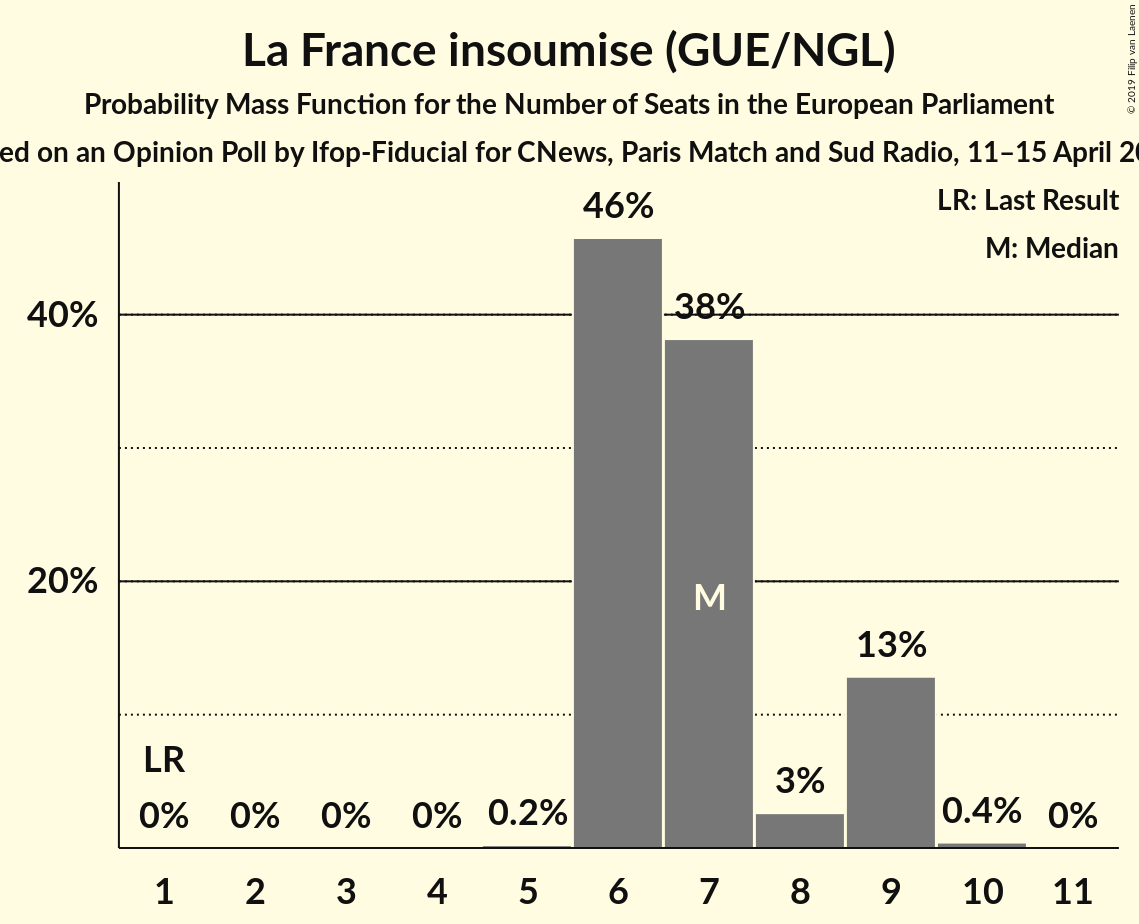 La France insoumise (GUE/NGL)
Probability Mass Function for the Number of Seats in the European Parliament
on an Opinion Poll by Ifop-Fiducial for CNews, Paris Match and Sud Radio, 11–15 April
© 2019 Filip van Laenen
LR: Last Result
M: Median
46%
40%
38%
20%
M
13%
LR
3%
0% 0% 0% 0% 0.2% 0.4% 0%
1 2 3 4 5 6 7 8 9 10 11